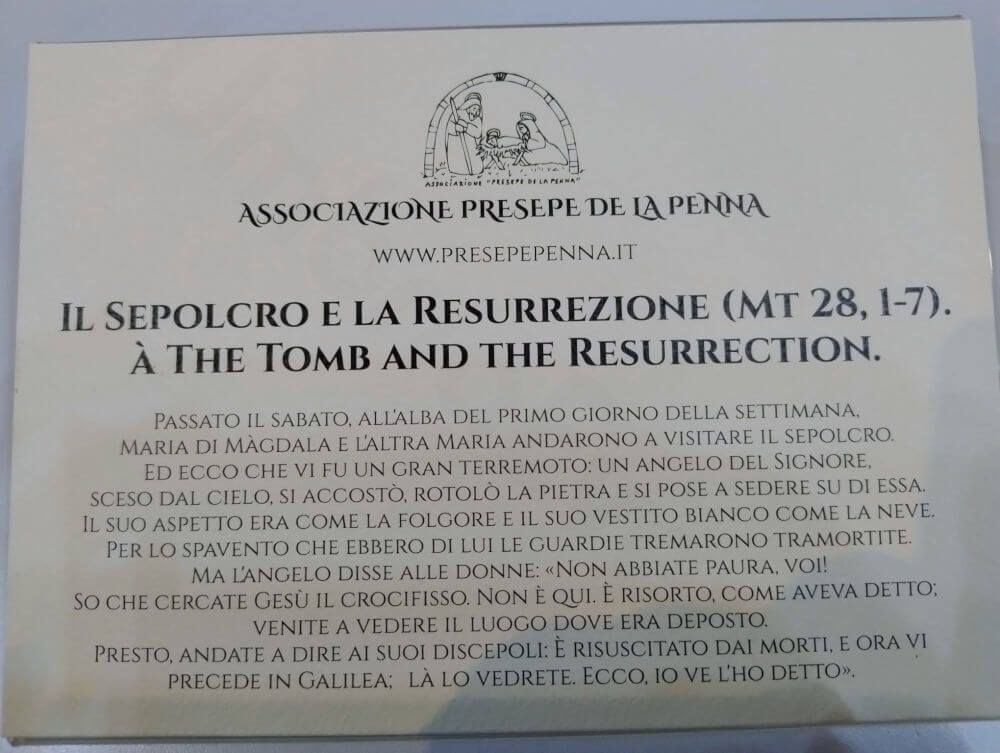 ASSOCIAZIONE "PRESEPE DE LA PENNA"
ASSOCIAZIONE PRESEPE DE LA PENNA
WWW.PRESEPEPENNA.IT
IL SEPOLCRO E LA RESURREZIONE (MT 28, 1-7).
À THE TOMB AND THE RESURRECTION.
PASSATO IL SABATO, ALL'ALBA DEL PRIMO GIORNO DELLA SETTIMANA,
MARIA DI MÀGDALA E L'ALTRA MARIA ANDARONO A VISITARE IL SEPOLCRO.
ED ECCO CHE VI FU UN GRAN TERREMOTO: UN ANGELO DEL SIGNORE,
SCESO DAL CIELO, SI ACCOSTÒ, ROTOLÒ LA PIETRA E SI POSE A SEDERE SU DI ESSA.
IL SUO ASPETTO ERA COME LA FOLGORE E IL SUO VESTITO BIANCO COME LA NEVE.
PER LO SPAVENTO CHE EBBERO DI LUI LE GUARDIE TREMARONO TRAMORTITE.
MA L'ANGELO DISSE ALLE DONNE: «NON ABBIATE PAURA, VOI!
SO CHE CERCATE GESÙ IL CROCIFISSO. NON È QUI. È RISORTO, COME AVEVA DETTO;
VENITE A VEDERE IL LUOGO DOVE ERA DEPOSTO.
PRESTO, ANDATE A DIRE AI SUOI DISCEPOLI: È RISUSCITATO DAI MORTI, E ORA VI
PRECEDE IN GALILEA; LÀ LO VEDRETE. ECCO, IO VE L'HO DETTO».